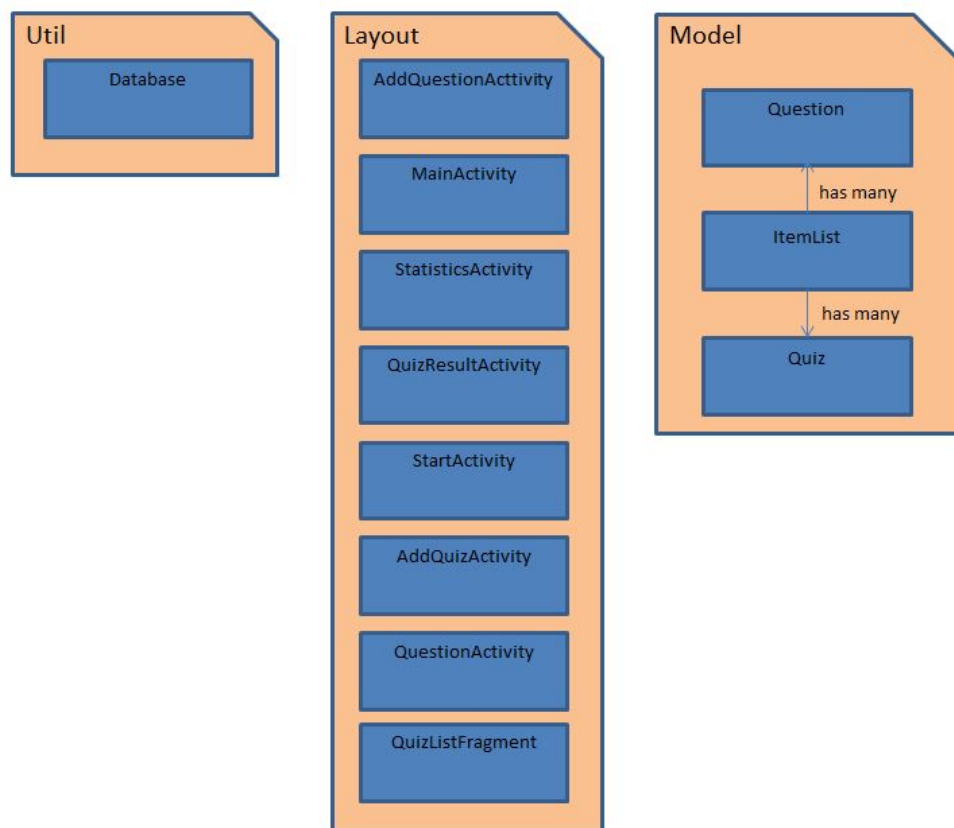 Util
Database
Layout
AddQuestionActtivity
MainActivity
StatisticsActivity
QuizResultActivity
StartActivity
AddQuizActivity
QuestionActivity
QuizListFragment
Model
Question
has many
ItemList
has many
Quiz